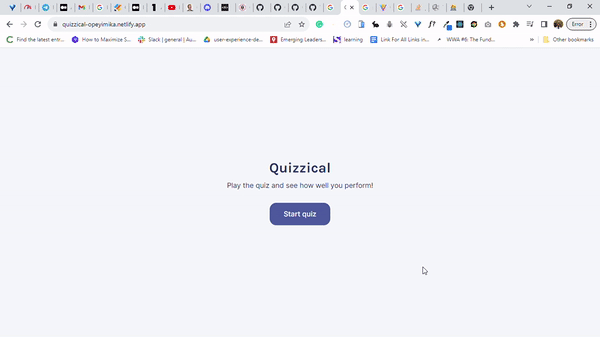 quizzical-opeyimika.netlify.app
Error
Find the latest entr...
How to Maximize S...
Slack | general | Au...
user-experience-de...
Emerging Leaders...
learning
Link For All Links in...
WWA #6: The Fund...
Other bookmarks
Quizzical
Play the quiz and see how well you perform!
Start quiz